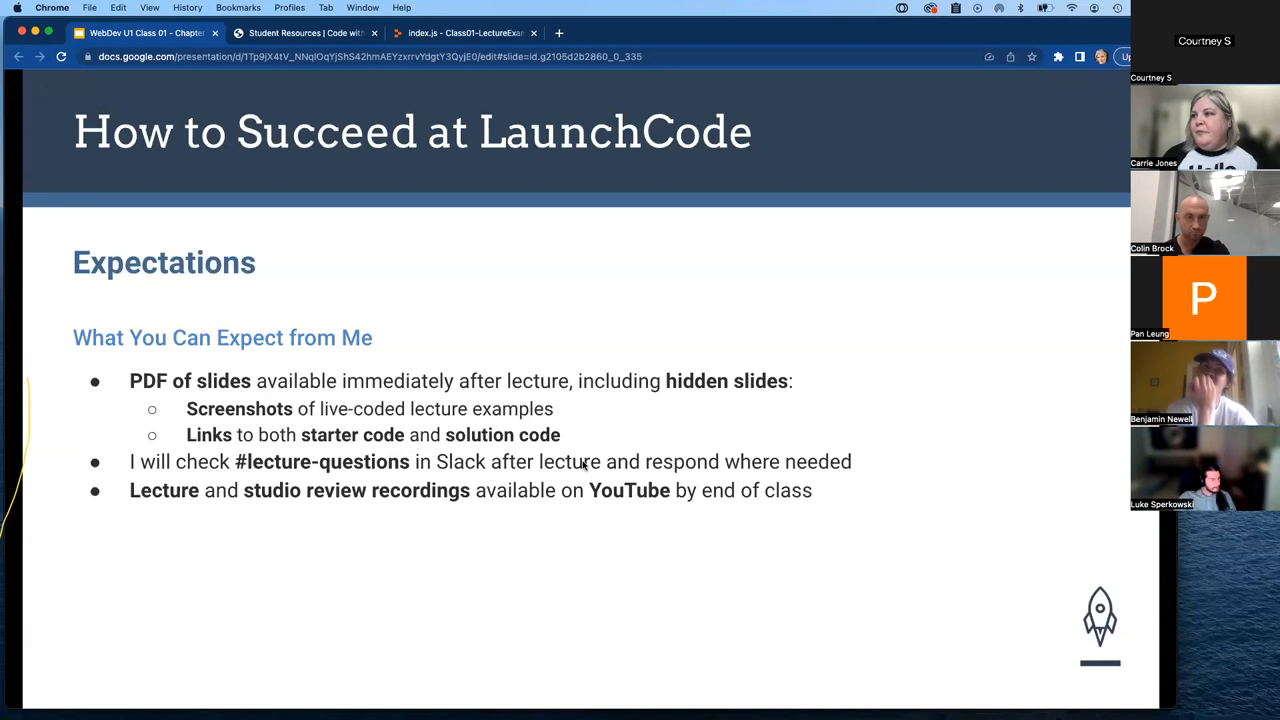 Chrome File Edit View History Bookmarks Profiles Tab Window Help
WebDev U1 Class 01 - Chapter
Student Resources | Code with
index.js - Class01-LectureExa
docs.google.com/presentation/d/1Tp9jX4tV_NNqlOqYjShS42hmAEYzxrrvYdgtY3QyjE0/edit#slide=id.g2105d2b2860_0_335
How to Succeed at LaunchCode
Expectations
What You Can Expect from Me
● PDF of slides available immediately after lecture, including hidden slides:
○ Screenshots of live-coded lecture examples
○ Links to both starter code and solution code
● I will check #lecture-questions in Slack after lecture and respond where needed
● Lecture and studio review recordings available on YouTube by end of class
Courtney S
Courtney S
Carrie Jones
Colin Brock
P
Pan Leung
Benjamin Newell
Luke Sperkowski